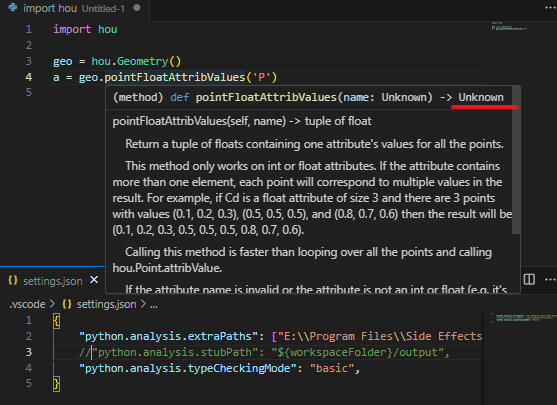 import hou Untitled-1
1 import hou
2
3 geo = hou.Geometry()
4 a = geo.pointFloatAttribValues('P')
5
(method) def pointFloatAttribValues(name: Unknown) -> Unknown
pointFloatAttribValues(self, name) -> tuple of float
Return a tuple of floats containing one attribute's values for all the points.
This method only works on int or float attributes. If the attribute contains
more than one element, each point will correspond to multiple values in the
result. For example, if Cd is a float attribute of size 3 and there are 3 points
with values (0.1, 0.2, 0.3), (0.5, 0.5, 0.5), and (0.8, 0.7, 0.6) then the result will be
(0.1, 0.2, 0.3, 0.5, 0.5, 0.5, 0.8, 0.7, 0.6).
Calling this method is faster than looping over all the points and calling
hou.Point.attribValue.
If the attribute name is invalid or the attribute is not an int or float (e.g. it's
{} settings.json ×
.vscode > {} settings.json > ...
1 {
2 "python.analysis.extraPaths": ["E:\\Program Files\\Side Effects
3 //"python.analysis.stubPath": "${workspaceFolder}/output",
4 "python.analysis.typeCheckingMode": "basic",
5 }